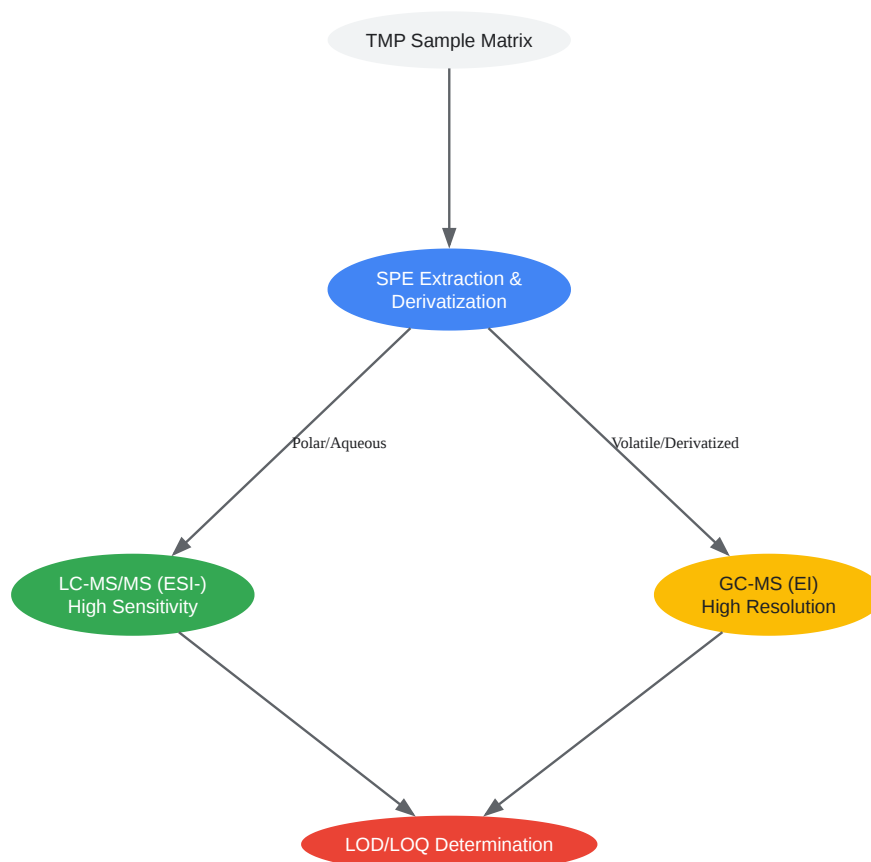 TMP Sample Matrix
SPE Extraction &
Derivatization
Polar/Aqueous
Volatile/Derivatized
LC-MS/MS (ESI-)
High Sensitivity
GC-MS (EI)
High Resolution
LOD/LOQ Determination